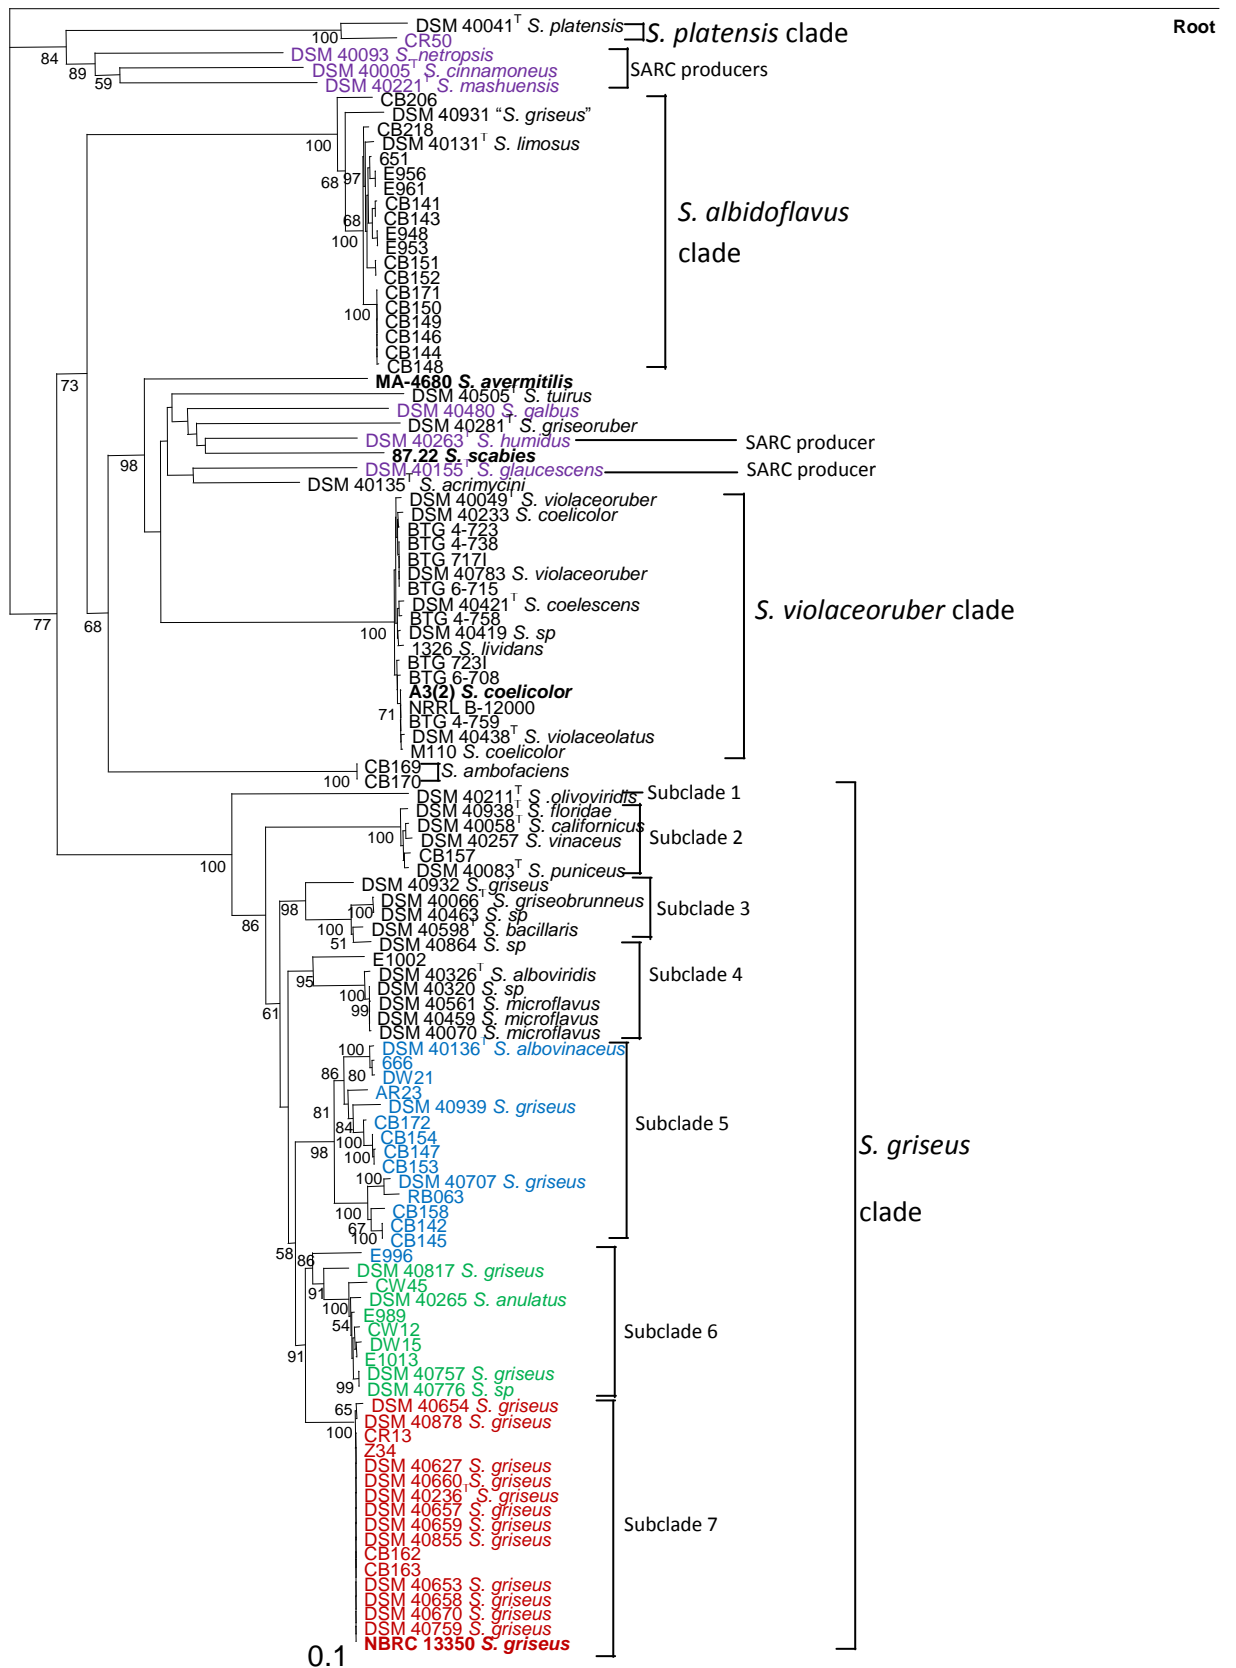 Root
DSM 40041T S. platensis
S. platensis clade
100
CR50
84
DSM 40093 S. netropsis
89
DSM 40005T S. cinnamoneus
SARC producers
59
DSM 40221T S. mashuensis
CB206
DSM 40931 “S. griseus”
CB218
100
DSM 40131T S. limosus
651
E956
68
97
E961
CB141
S. albidoflavus
clade
CB143
68
E948
100
E953
CB151
CB152
CB171
CB150
100
CB149
CB146
CB144
CB148
73
MA-4680 S. avermitilis
DSM 40505T S. tuirus
DSM 40480 S. galbus
DSM 40281T S. griseoruber
DSM 40263T S. humidus
SARC producer
87.22 S. scabies
98
DSM 40155T S. glaucescens
SARC producer
DSM 40135T S. acrimycini
DSM 40049T S. violaceoruber
DSM 40233 S. coelicolor
BTG 4-723
BTG 4-738
BTG 717I
DSM 40783 S. violaceoruber
BTG 6-715
DSM 40421T S. coelescens
S. violaceoruber clade
77
68
BTG 4-758
100
DSM 40419 S. sp
1326 S. lividans
BTG 723I
BTG 6-708
A3(2) S. coelicolor
NRRL B-12000
71
BTG 4-759
DSM 40438T S. violaceolatus
M110 S. coelicolor
CB169
S. ambofaciens
100
CB170
DSM 40211T S .olivoviridis
Subclade 1
DSM 40938T S. floridae
DSM 40058T S. californicus
100
DSM 40257 S. vinaceus
Subclade 2
CB157
100
DSM 40083T S. puniceus
DSM 40932 S. griseus
DSM 40066T S. griseobrunneus
98
100
DSM 40463 S. sp
Subclade 3
86
100
DSM 40598T S. bacillaris
51
DSM 40864 S. sp
E1002
DSM 40326T S. alboviridis
Subclade 4
95
DSM 40320 S. sp
100
DSM 40561 S. microflavus
61
99
DSM 40459 S. microflavus
DSM 40070 S. microflavus
100
DSM 40136T S. albovinaceus
666
86
80
DW21
AR23
81
DSM 40939 S. griseus
84
CB172
Subclade 5
100
CB154
98
100
CB147
CB153
100
DSM 40707 S. griseus
RB063
100
CB158
67
CB142
100
CB145
S. griseus
clade
58
86
E996
DSM 40817 S. griseus
91
CW45
100
DSM 40265 S. anulatus
54
E989
CW12
Subclade 6
91
DW15
E1013
DSM 40757 S. griseus
99
DSM 40776 S. sp
65
DSM 40654 S. griseus
DSM 40878 S. griseus
100
CR13
Z34
DSM 40627 S. griseus
DSM 40660 S. griseus
DSM 40236T S. griseus
DSM 40657 S. griseus
DSM 40659 S. griseus
Subclade 7
DSM 40855 S. griseus
CB162
CB163
DSM 40653 S. griseus
DSM 40658 S. griseus
DSM 40670 S. griseus
DSM 40759 S. griseus
NBRC 13350 S. griseus
0.1